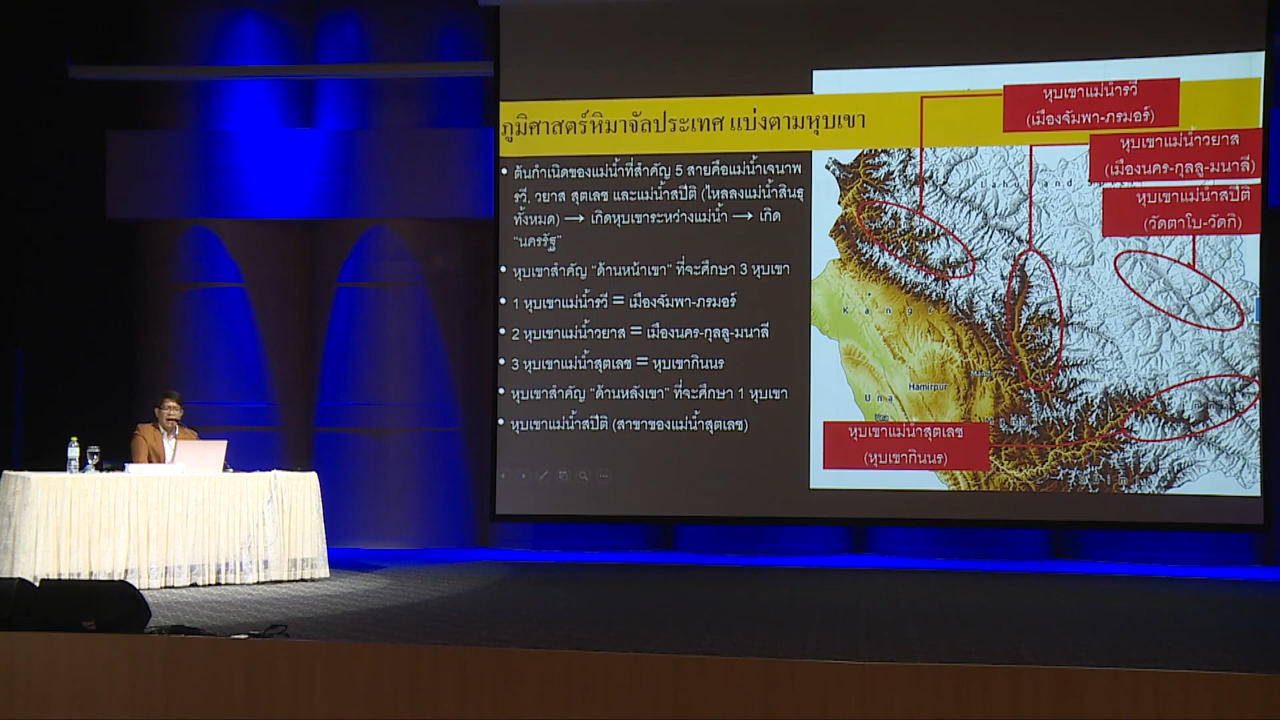 ภูมิศาสตร์หิมาจัลประเทศ แบ่งตามหุบเขา
• ต้นกำเนิดของแม่น้ำที่สำคัญ 5 สายคือแม่น้ำเจนาพ
รวี, วยาส สุตเลช และแม่น้ำสปิติ (ไหลลงแม่น้ำสินธุ
ทั้งหมด) → เกิดหุบเขาระหว่างแม่น้ำ → เกิด
"นครรัฐ"
• หุบเขาสำคัญ "ด้านหน้าเขา" ที่จะศึกษา 3 หุบเขา
• 1 หุบเขาแม่น้ำรวี = เมืองจัมพา-ภรมอร์
• 2 หุบเขาแม่น้ำวยาส = เมืองนคร-กุลลู-มนาลี
• 3 หุบเขาแม่น้ำสุตเลช = หุบเขากินนร
• หุบเขาสำคัญ "ด้านหลังเขา" ที่จะศึกษา 1 หุบเขา
• หุบเขาแม่น้ำสปิติ (สาขาของแม่น้ำสุตเลช)
หุบเขาแม่น้ำรวี
(เมืองจัมพา-ภรมอร์)
หุบเขาแม่น้ำวยาส
(เมืองนคร-กุลลู-มนาลี)
หุบเขาแม่น้ำสปิติ
(วัดตาโบ-วัดกี)
Hamirpur
Una
หุบเขาแม่น้ำสุตเลช
(หุบเขากินนร)